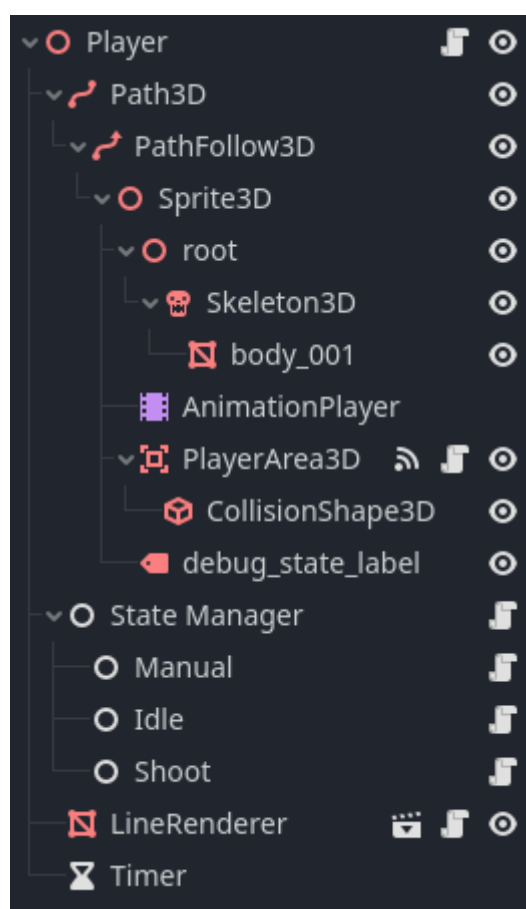 Player
Path3D
PathFollow3D
Sprite3D
root
Skeleton3D
body_001
AnimationPlayer
PlayerArea3D
CollisionShape3D
debug_state_label
State Manager
Manual
Idle
Shoot
LineRenderer
Timer